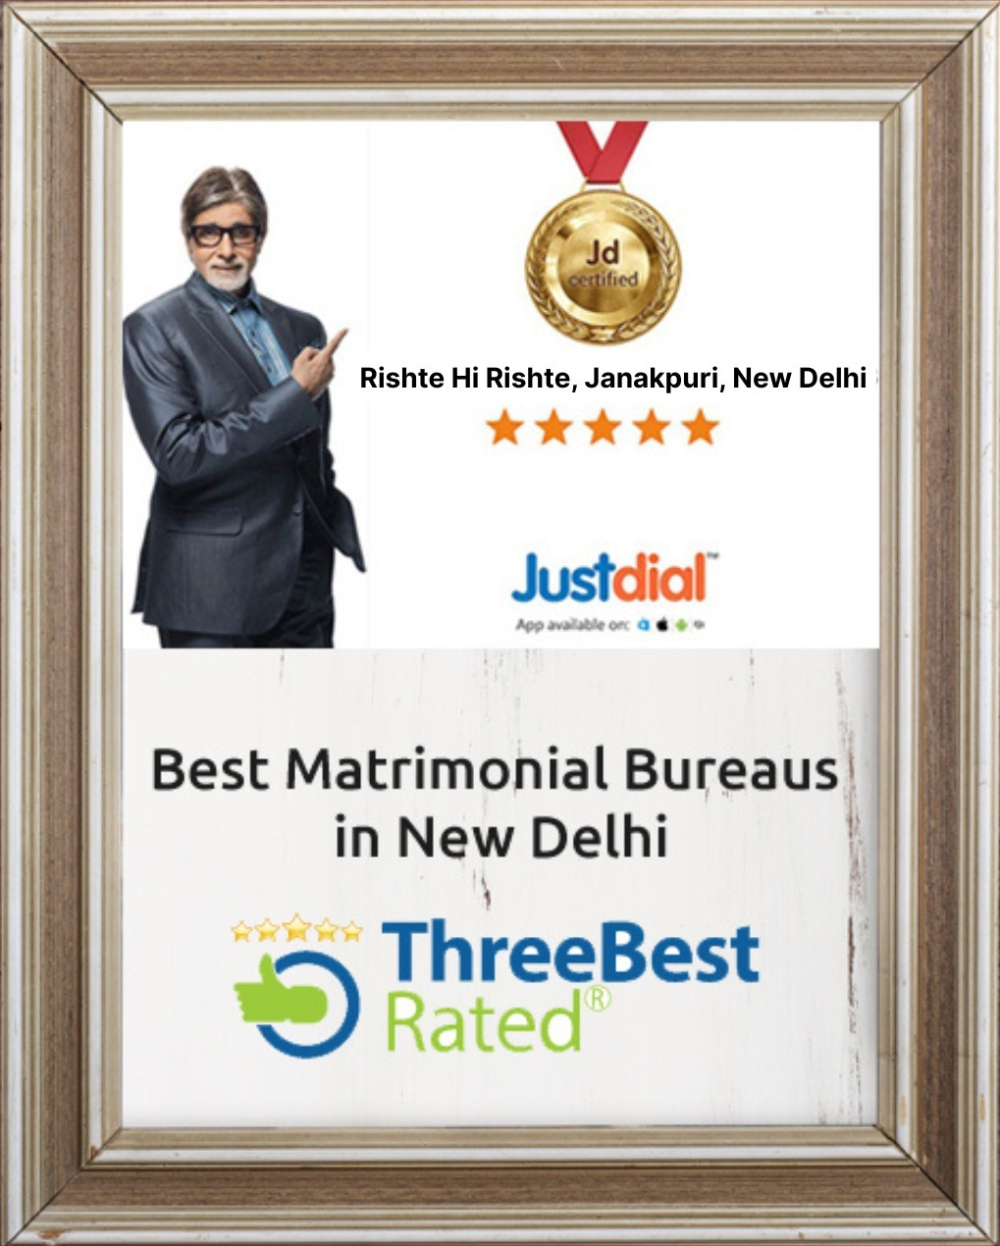 Jd
certified
Rishte Hi Rishte, Janakpuri, New Delhi
Justdial™
App available on:
Best Matrimonial Bureaus
in New Delhi
ThreeBest
Rated®